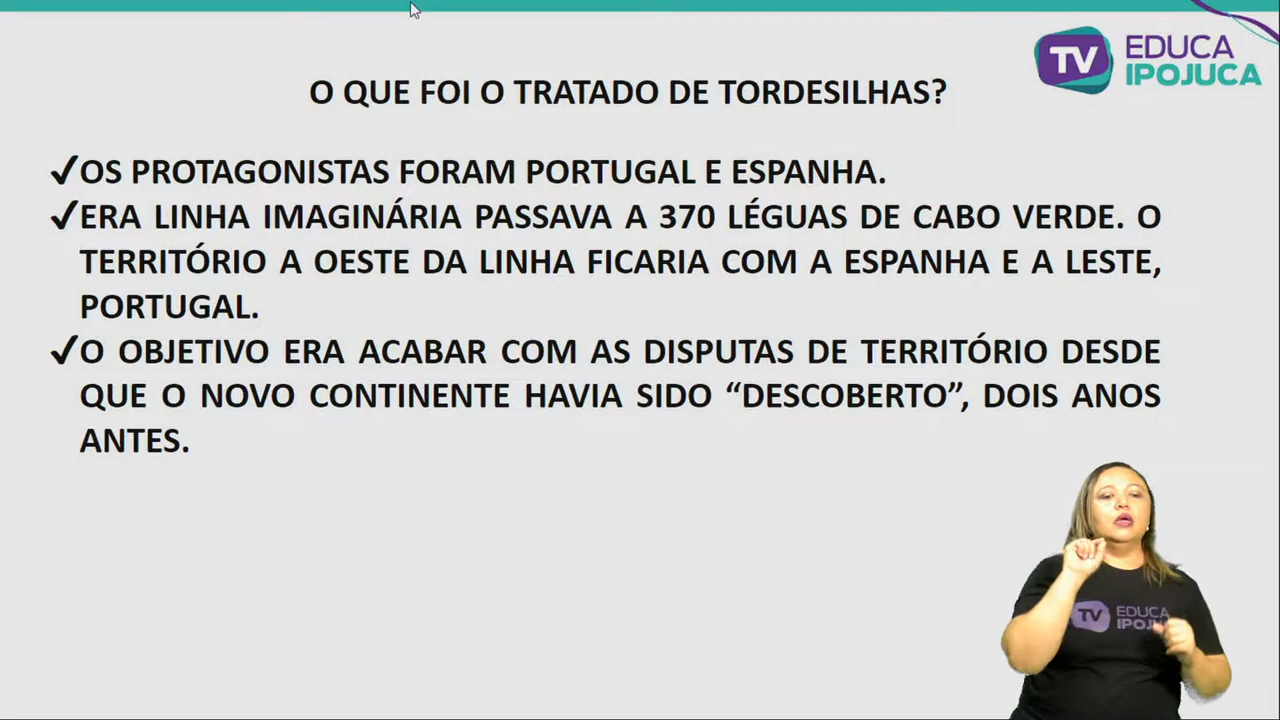 TV EDUCA
IPOJUCA
O QUE FOI O TRATADO DE TORDESILHAS?
✓OS PROTAGONISTAS FORAM PORTUGAL E ESPANHA.
✓ERA LINHA IMAGINÁRIA PASSAVA A 370 LÉGUAS DE CABO VERDE. O
TERRITÓRIO A OESTE DA LINHA FICARIA COM A ESPANHA E A LESTE,
PORTUGAL.
✓O OBJETIVO ERA ACABAR COM AS DISPUTAS DE TERRITÓRIO DESDE
QUE O NOVO CONTINENTE HAVIA SIDO “DESCOBERTO”, DOIS ANOS
ANTES.
TV EDUCA